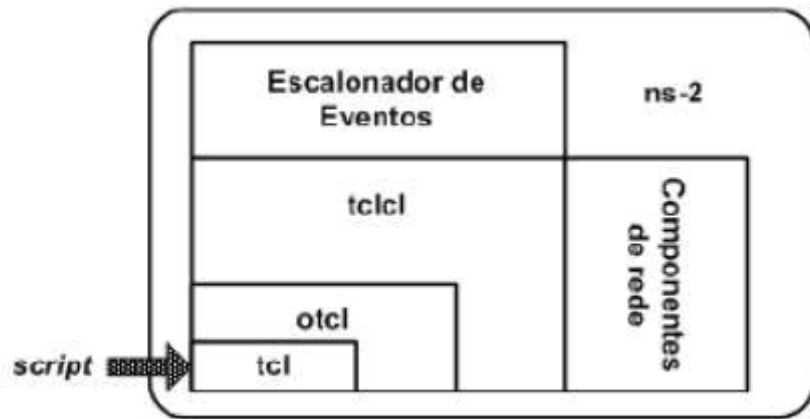 Escalonador de
Eventos
ns-2
tclcl
Componentes
de rede
otcl
script
tcl